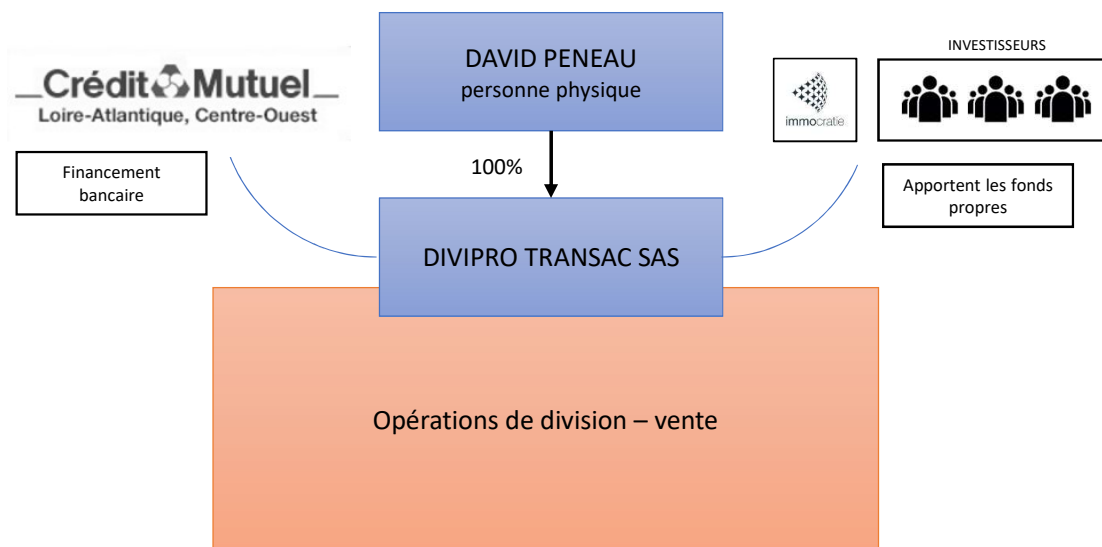 Crédit Mutuel
Loire-Atlantique, Centre-Ouest
Financement
bancaire
DAVID PENEAU
personne physique
100%
DIVIPRO TRANSAC SAS
immocratie
INVESTISSEURS
Apportent les fonds
propres
Opérations de division – vente